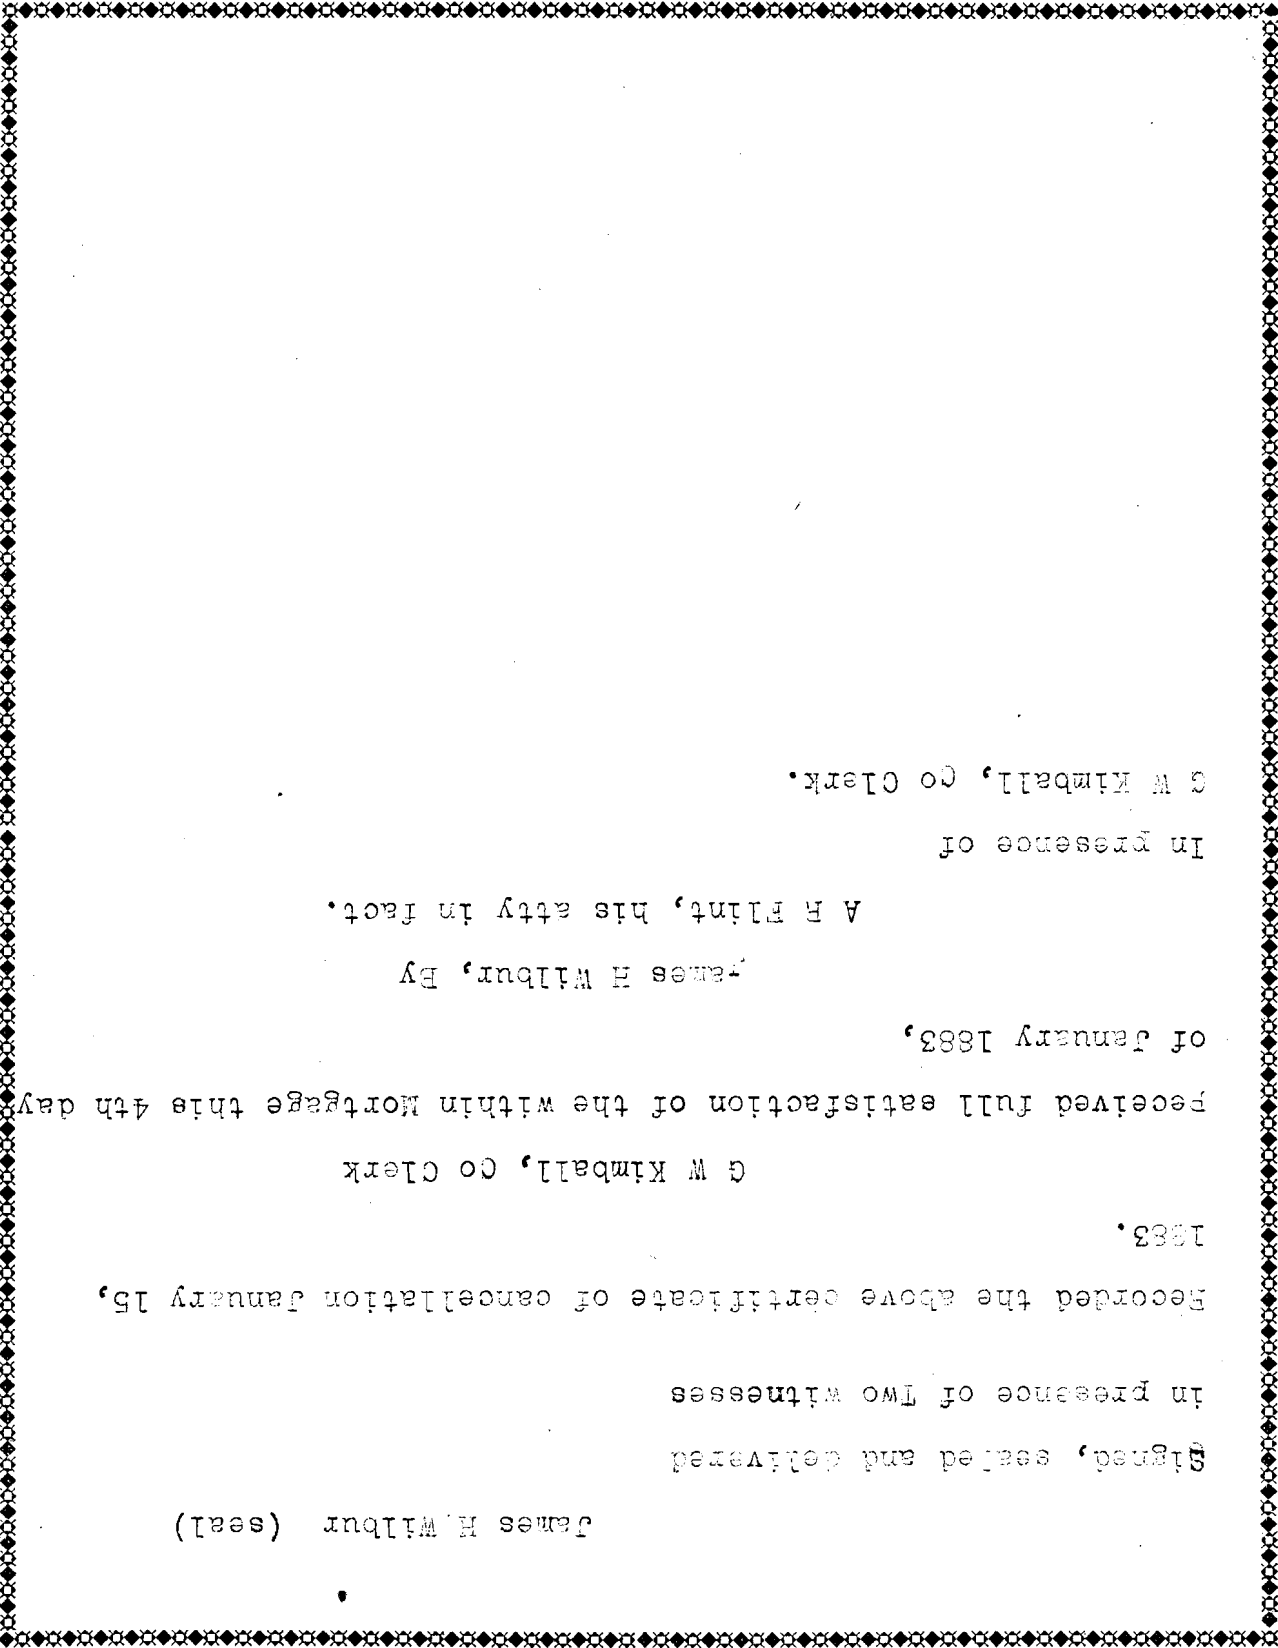 James H Wilbur (seal)
Signed, sealed and delivered
in presence of Two witnesses
Recorded the above certificate of cancellation January 15,
1883.
G W Kimball, Co Clerk
received full satisfaction of the within Mortgage this 4th day
of January 1883,
James H Wilbur, By
A R Flint, his atty in fact.
In presence of
G W Kimball, Co Clerk.